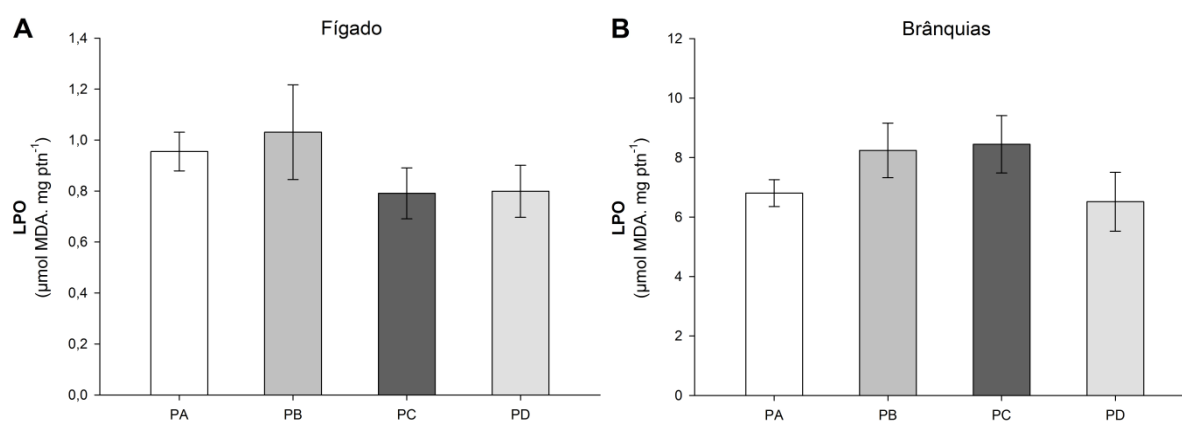 A
Fígado
LPO
(µmol MDA. mg ptn⁻¹)
1,4
1,2
1,0
0,8
0,6
0,4
0,2
0,0
PA PB PC PD
B
Brânquias
LPO
(µmol MDA. mg ptn⁻¹)
12
10
8
6
4
2
0
PA PB PC PD